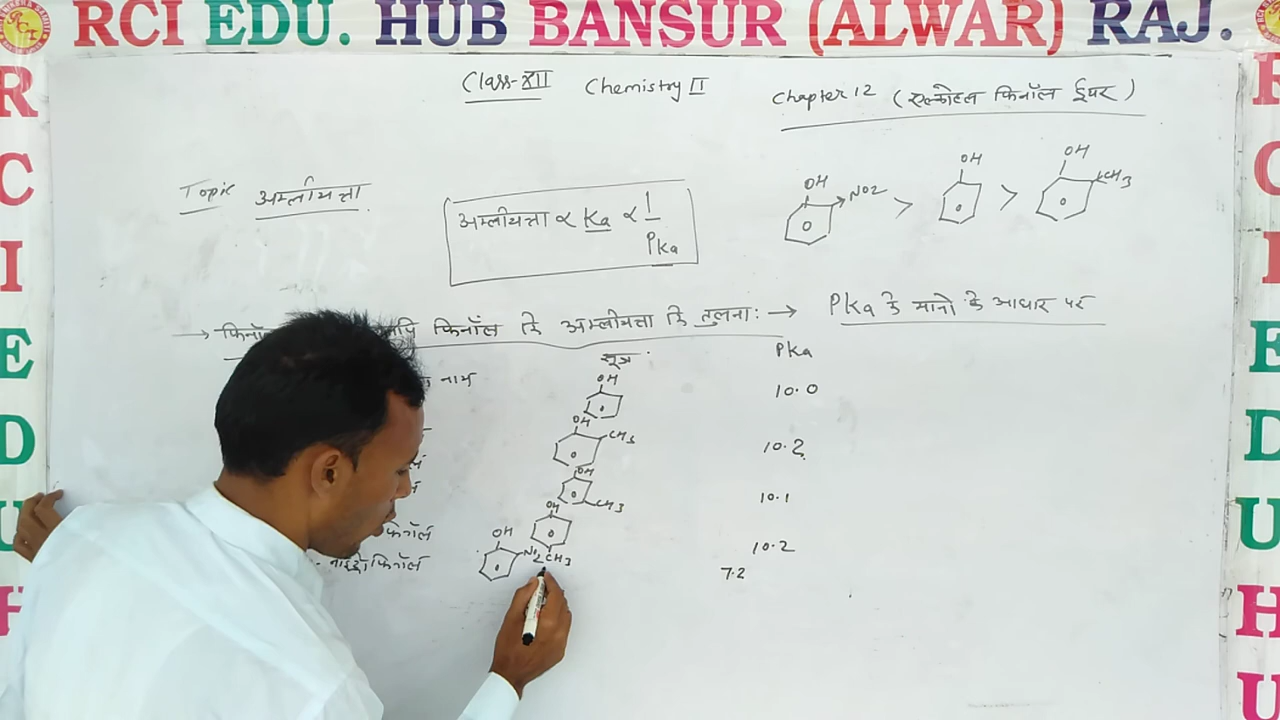 RCI EDU. HUB BANSUR (ALWAR) RAJ.
Class-XII Chemistry II Chapter 12 (एल्कोहल फिनॉल ईथर)
Topic अम्लीयता
अम्लीयता ∝ Ka ∝ 1/PKa
OH NO2 > OH > OH CH3
→ फिनॉल कि अम्लीयता कि तुलना: → PKa के मानो के आधार पर
नाम सूत्र PKa
OH 10.0
OH CH3 10.2
OH CH3 10.1
फिनॉल OH CH3 10.2
नाइट्रोफिनॉल OH NO2 7.2
R
C
I
E
D
U
H
R
C
I
E
D
U
H
U